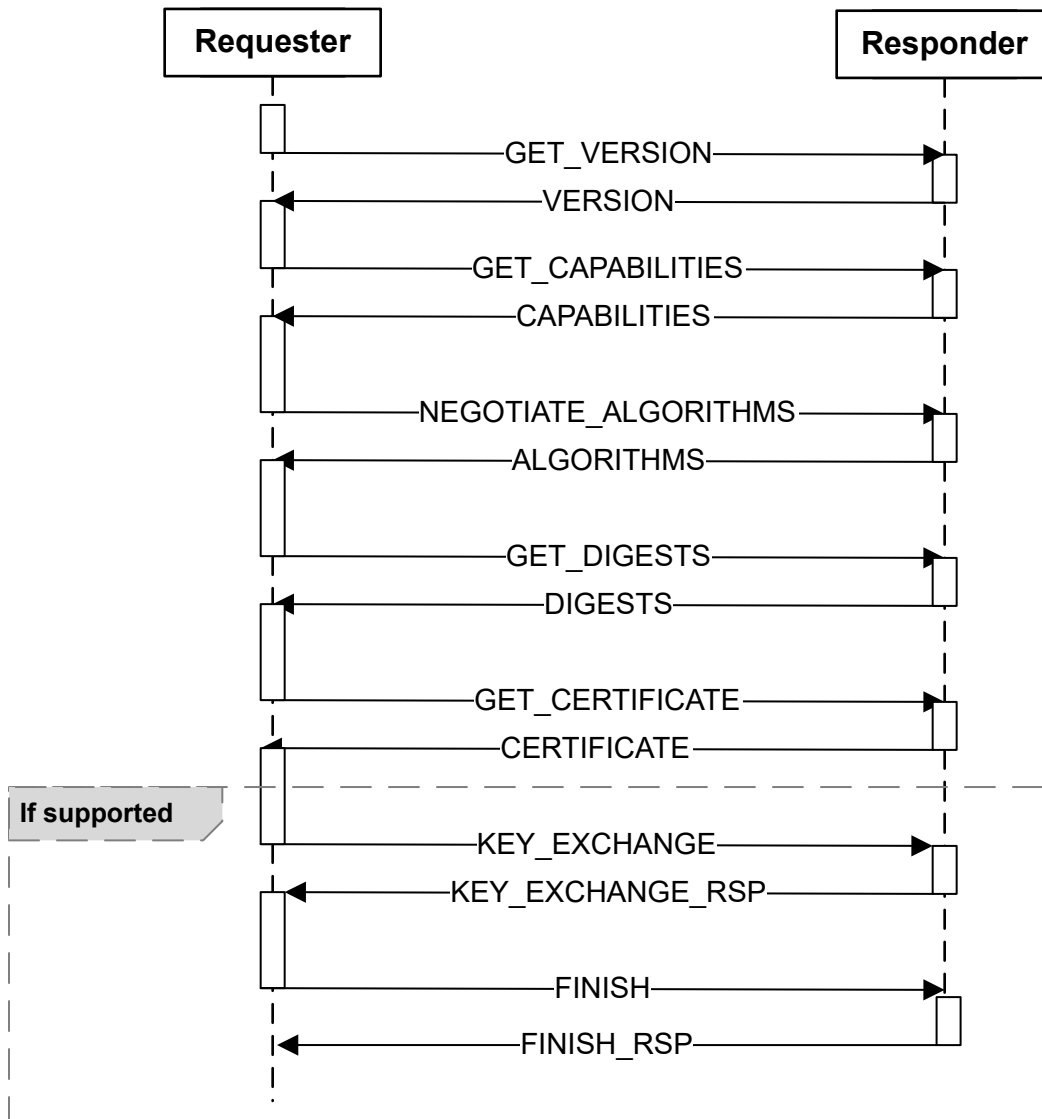 Requester
Responder
GET_VERSION
VERSION
GET_CAPABILITIES
CAPABILITIES
NEGOTIATE_ALGORITHMS
ALGORITHMS
GET_DIGESTS
DIGESTS
GET_CERTIFICATE
CERTIFICATE
If supported
KEY_EXCHANGE
KEY_EXCHANGE_RSP
FINISH
FINISH_RSP